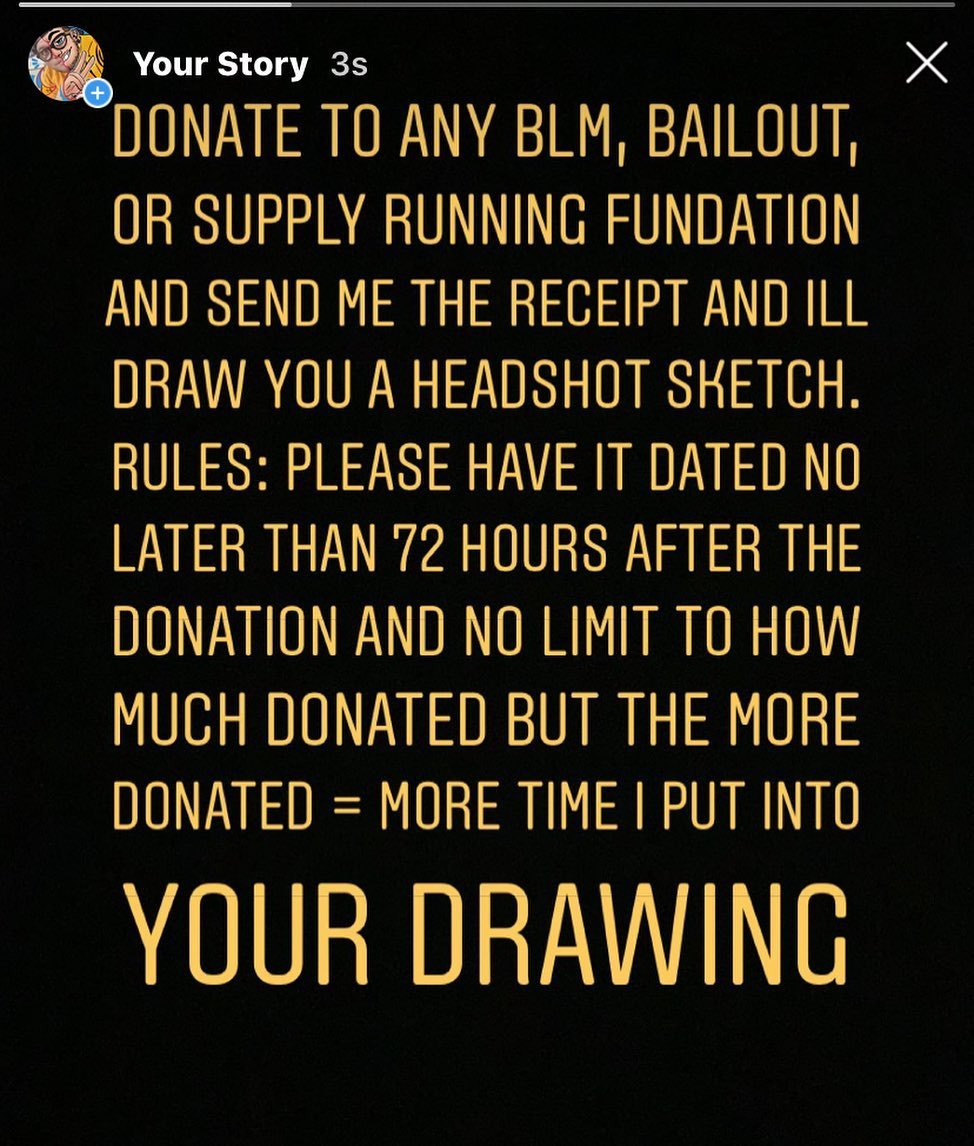 Your Story 3s
DONATE TO ANY BLM, BAILOUT,
OR SUPPLY RUNNING FUNDATION
AND SEND ME THE RECEIPT AND ILL
DRAW YOU A HEADSHOT SKETCH.
RULES: PLEASE HAVE IT DATED NO
LATER THAN 72 HOURS AFTER THE
DONATION AND NO LIMIT TO HOW
MUCH DONATED BUT THE MORE
DONATED = MORE TIME I PUT INTO
YOUR DRAWING